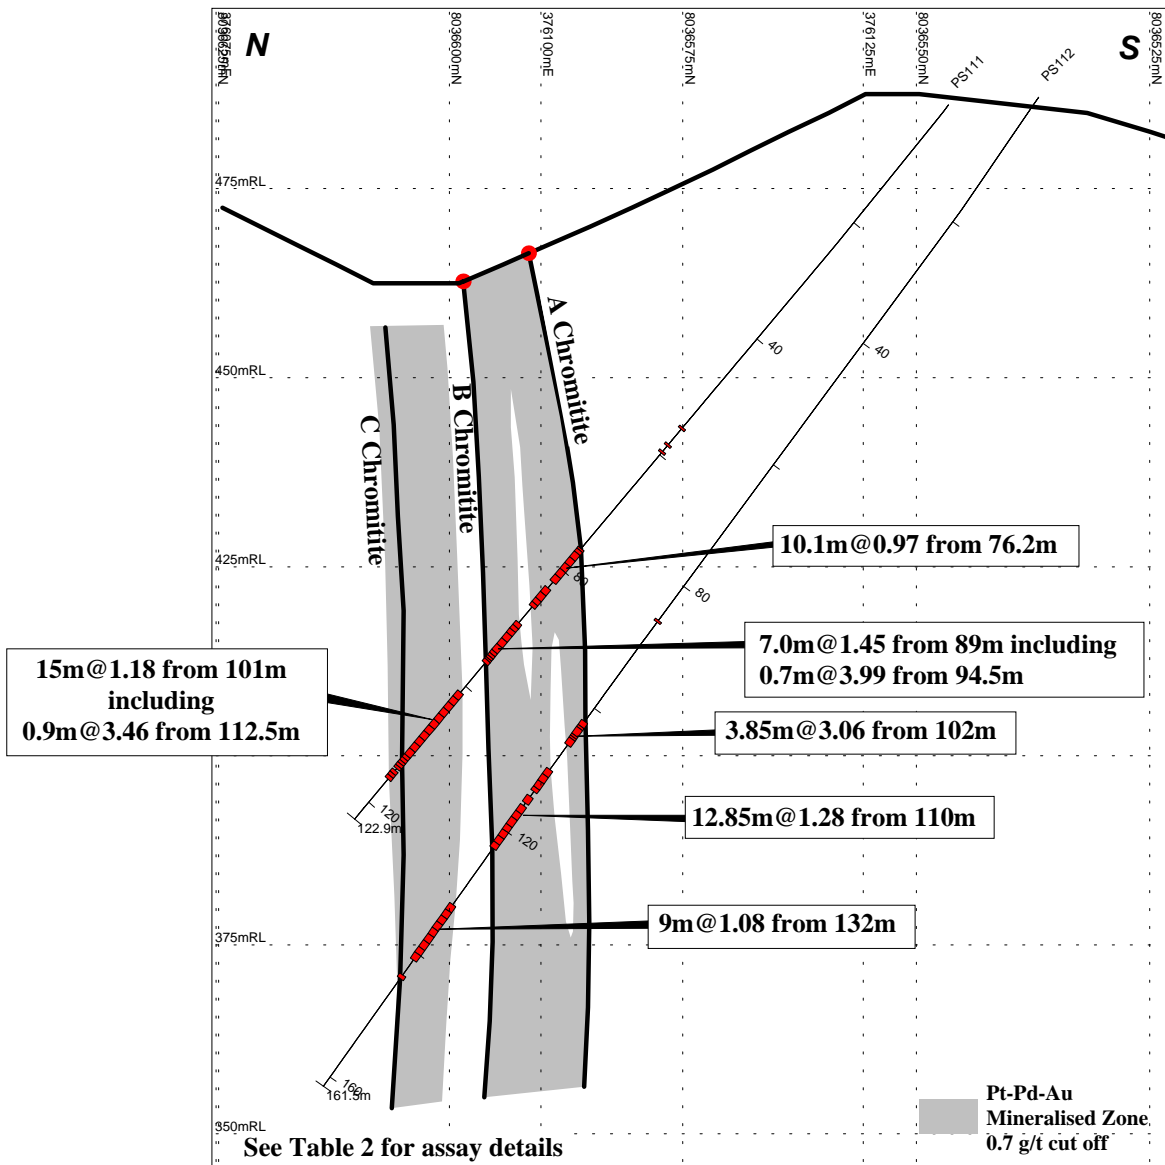 N
S
8036600mN
376100mE
8036575mN
376125mE
8036550mN
8036525mN
PS111
PS112
475mRL
450mRL
425mRL
375mRL
350mRL
A Chromitite
B Chromitite
C Chromitite
40
40
80
80
120
122.9m
120
160
161.5m
10.1m@0.97 from 76.2m
7.0m@1.45 from 89m including
0.7m@3.99 from 94.5m
15m@1.18 from 101m
including
0.9m@3.46 from 112.5m
3.85m@3.06 from 102m
12.85m@1.28 from 110m
9m@1.08 from 132m
See Table 2 for assay details
Pt-Pd-Au
Mineralised Zone
0.7 g/t cut off